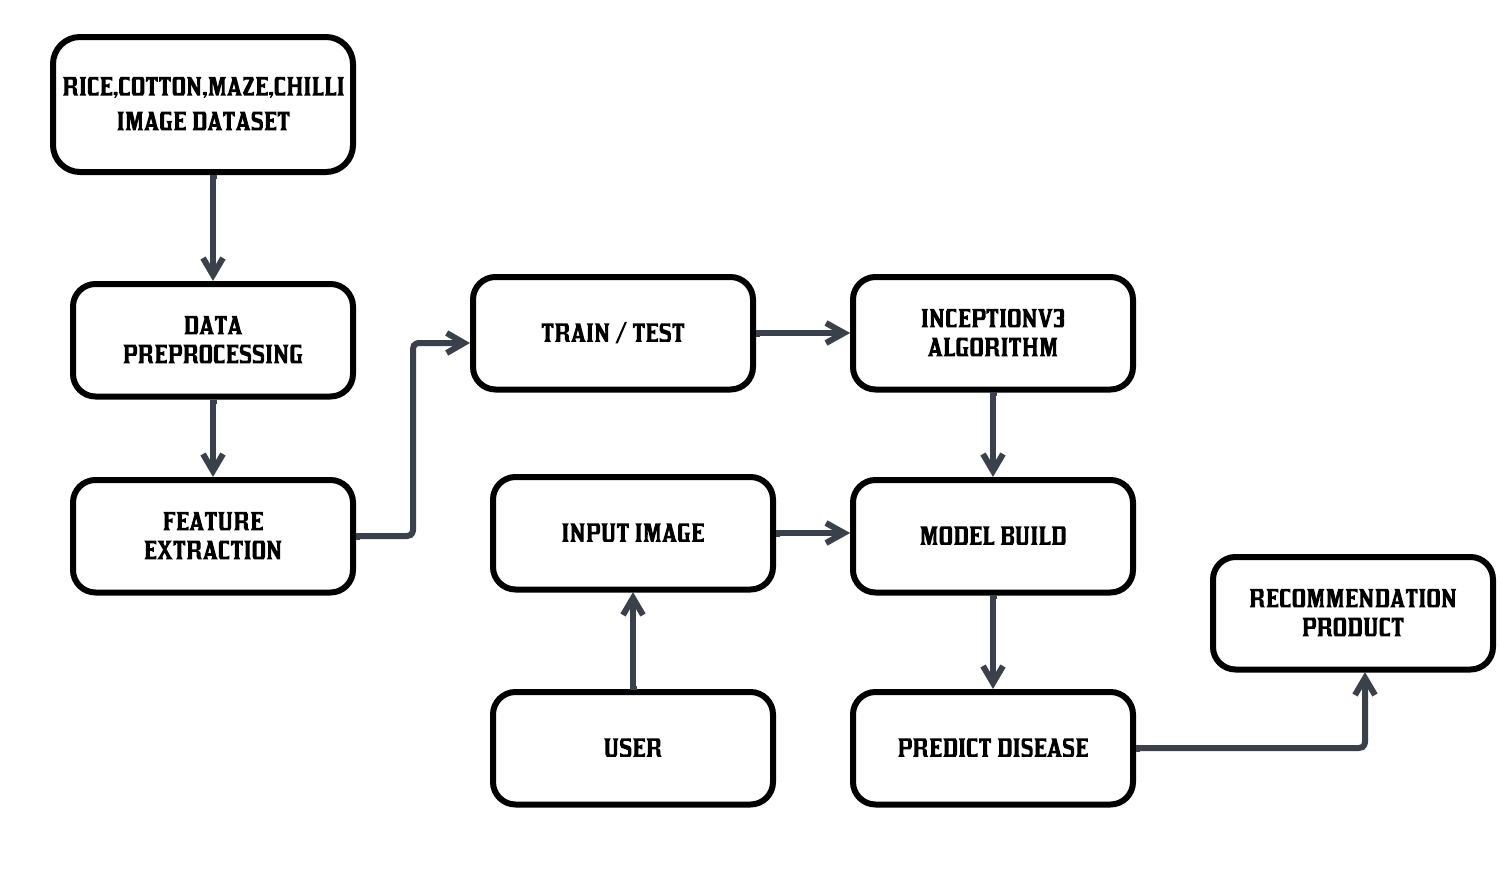 RICE,COTTON,MAZE,CHILLI
IMAGE DATASET
DATA
PREPROCESSING
FEATURE
EXTRACTION
TRAIN / TEST
INCEPTIONV3
ALGORITHM
INPUT IMAGE
MODEL BUILD
USER
PREDICT DISEASE
RECOMMENDATION
PRODUCT